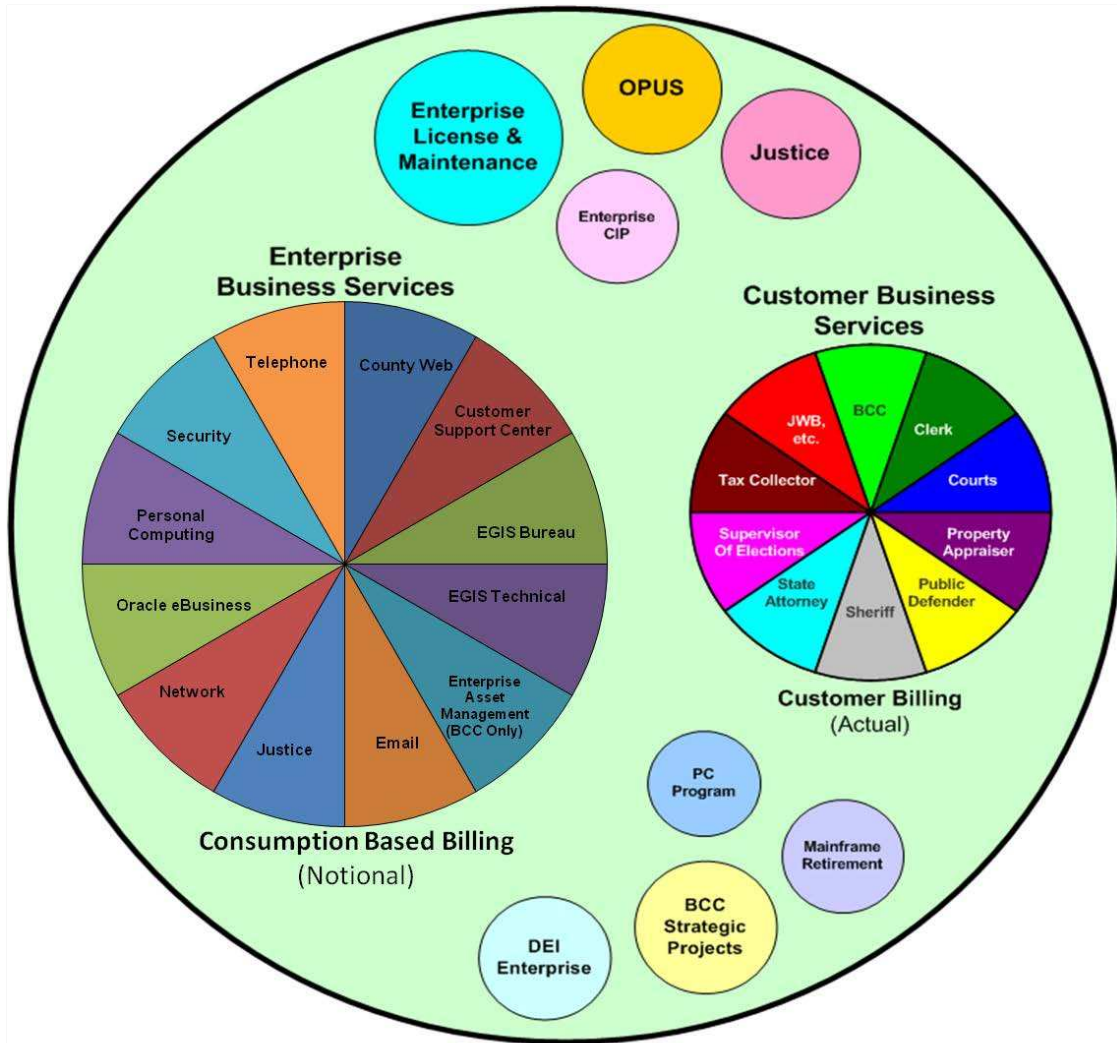 OPUS
Enterprise
License &
Maintenance
Justice
Enterprise
CIP
Enterprise
Business Services
Telephone
County Web
Customer
Support Center
Security
EGIS Bureau
Personal
Computing
EGIS Technical
Oracle eBusiness
Enterprise
Asset
Management
(BCC Only)
Network
Email
Justice
Consumption Based Billing
(Notional)
Customer Business
Services
BCC
Clerk
JWB,
etc.
Courts
Tax Collector
Property
Appraiser
Supervisor
Of Elections
Public
Defender
State
Attorney
Sheriff
Customer Billing
(Actual)
PC
Program
Mainframe
Retirement
BCC
Strategic
Projects
DEI
Enterprise